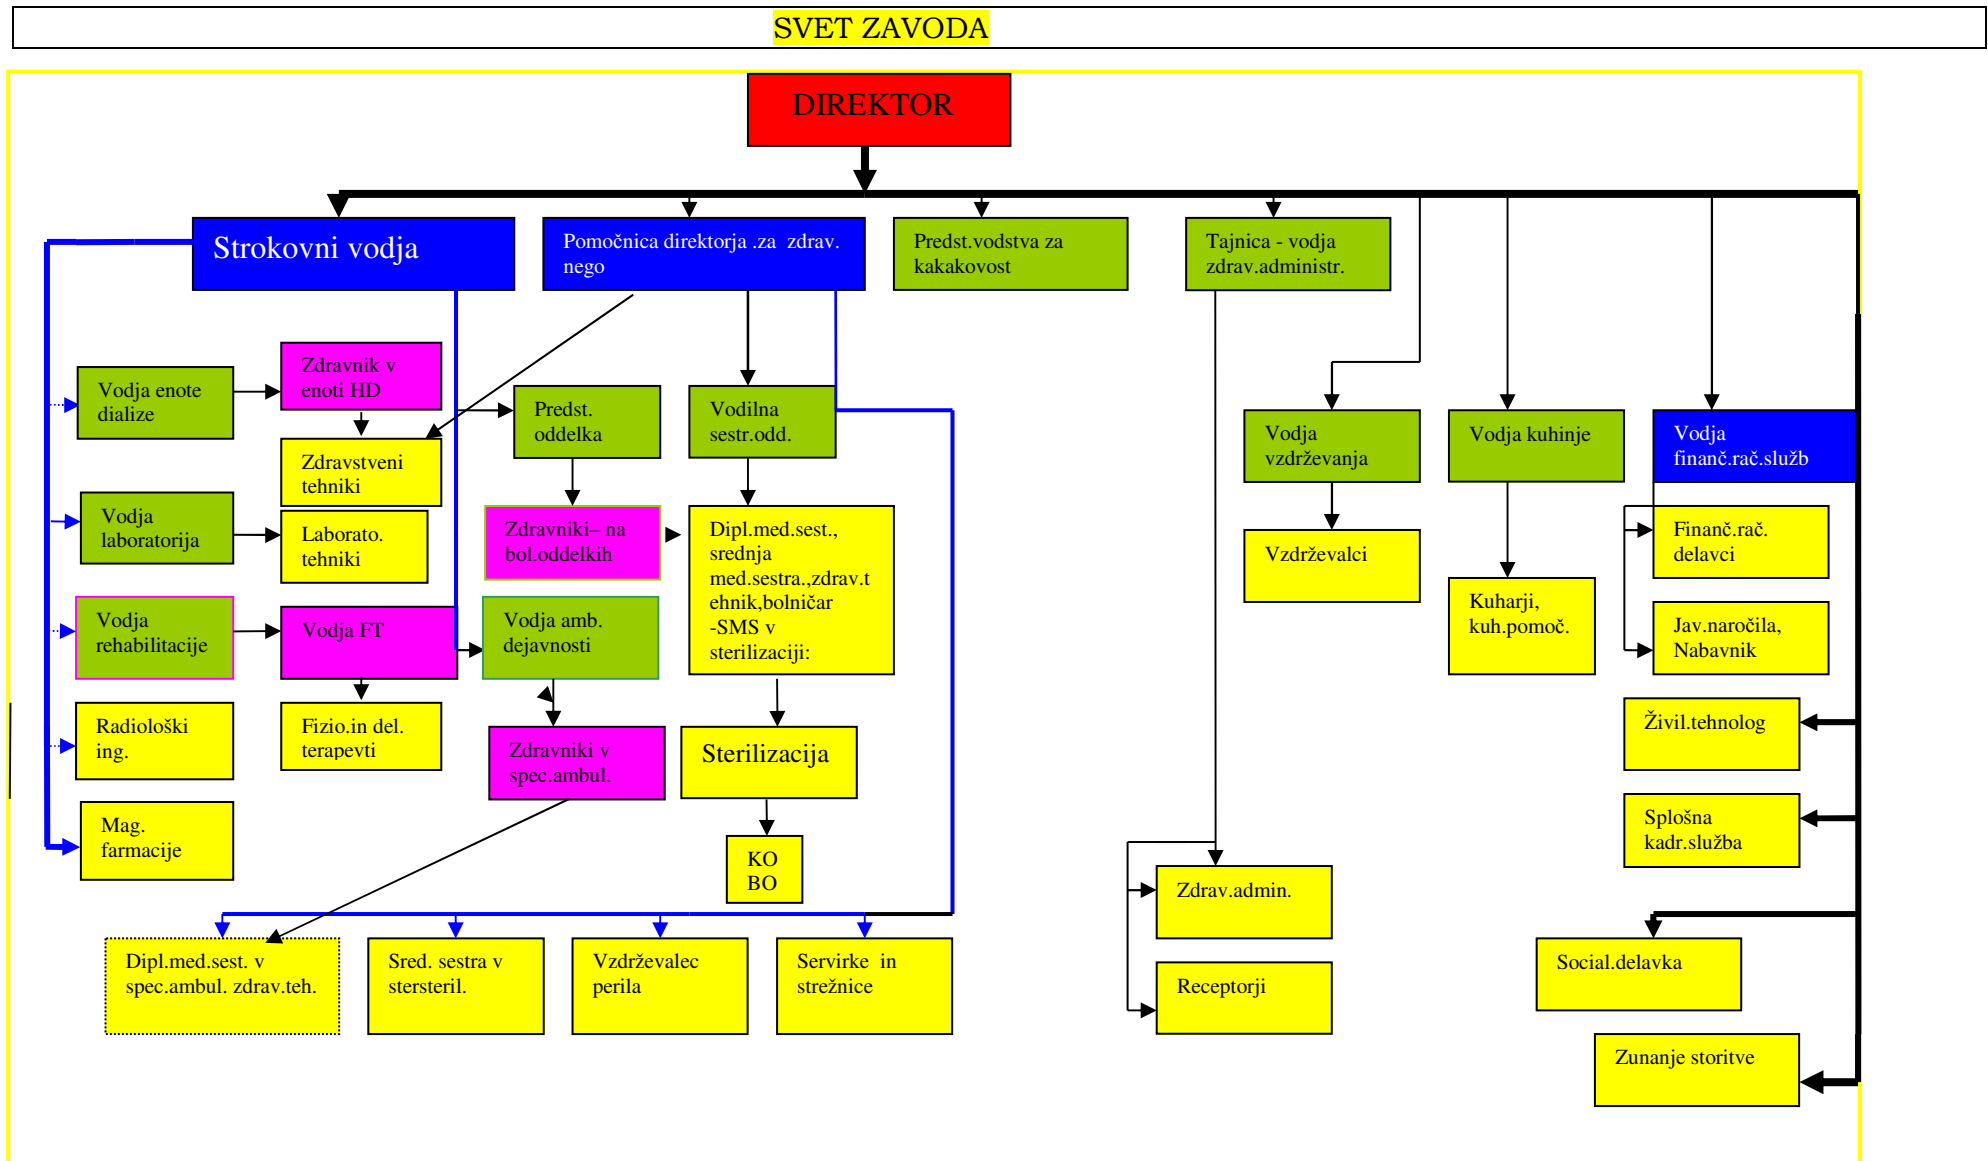 SVET ZAVODA
DIREKTOR
Strokovni vodja
Pomočnica direktorja .za zdrav.
nego
Predst.vodstva za
kakakovost
Tajnica - vodja
zdrav.administr.
Vodja enote
dialize
Zdravnik v
enoti HD
Zdravstveni
tehniki
Predst.
oddelka
Vodilna
sestr.odd.
Vodja
vzdrževanja
Vodja kuhinje
Vodja
finanč.rač.služb
Vodja
laboratorija
Laborato.
tehniki
Zdravniki– na
bol.oddelkih
Dipl.med.sest.,
srednja
med.sestra.,zdrav.t
ehnik,bolničar
-SMS v
sterilizaciji:
Vzdrževalci
Kuharji,
kuh.pomoč.
Finanč.rač.
delavci
Jav.naročila,
Nabavnik
Vodja
rehabilitacije
Vodja FT
Vodja amb.
dejavnosti
Radiološki
ing.
Fizio.in del.
terapevti
Zdravniki v
spec.ambul.
Sterilizacija
Živil.tehnolog
Mag.
farmacije
KO
BO
Splošna
kadr.služba
Zdrav.admin.
Dipl.med.sest. v
spec.ambul. zdrav.teh.
Sred. sestra v
stersteril.
Vzdrževalec
perila
Servirke in
strežnice
Receptorji
Social.delavka
Zunanje storitve